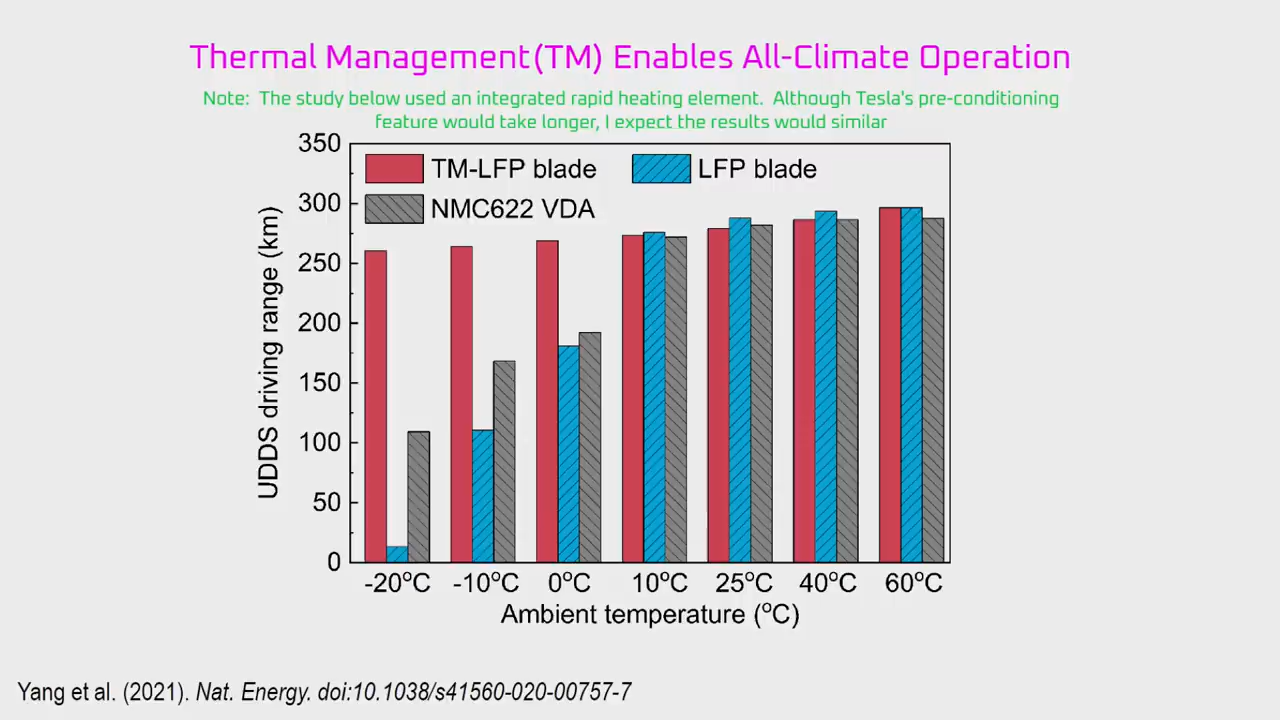 Thermal Management(TM) Enables All-Climate Operation
Note:  The study below used an integrated rapid heating element.  Although Tesla's pre-conditioning
feature would take longer, I expect the results would similar
350
300
250
200
150
100
50
0
UDDS driving range (km)
TM-LFP blade
LFP blade
NMC622 VDA
-20°C -10°C 0°C 10°C 25°C 40°C 60°C
Ambient temperature (°C)
Yang et al. (2021). Nat. Energy. doi:10.1038/s41560-020-00757-7